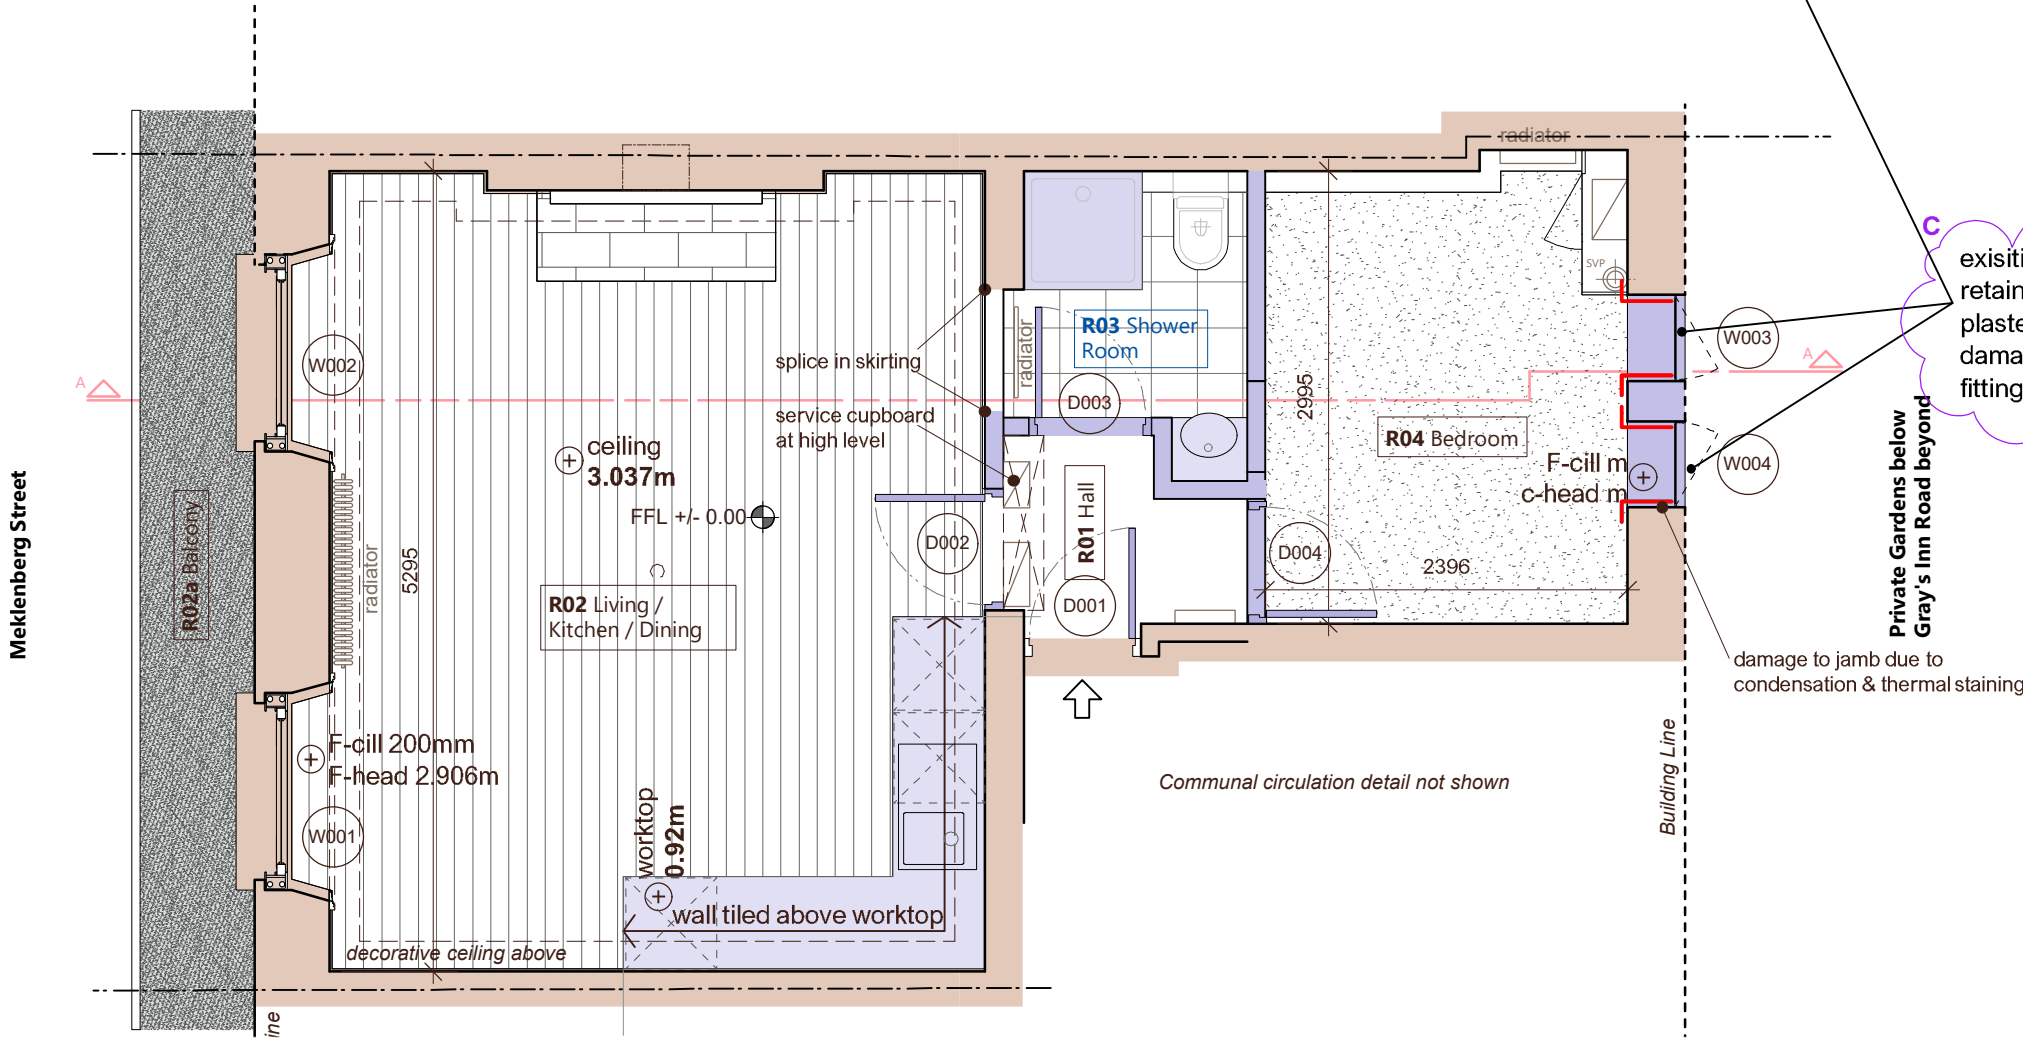 radiator
C
exisiti
retain
plaste
dama
fitting
SVP
R03 Shower
Room
radiator
W002
W003
A
A
splice in skirting
D003
2995
service cupboard
at high level
R04 Bedroom
ceiling
3.037m
F-cill m
c-head m
W004
Private Gardens below
Gray's Inn Road beyond
Meklenberg Street
R02a Balcony
radiator
5295
FFL +/- 0.00
R01 Hall
D002
D004
2396
R02 Living /
Kitchen / Dining
D001
damage to jamb due to
condensation & thermal staining
F-cill 200mm
F-head 2.906m
W001
worktop
0.92m
Communal circulation detail not shown
Building Line
wall tiled above worktop
decorative ceiling above
ine